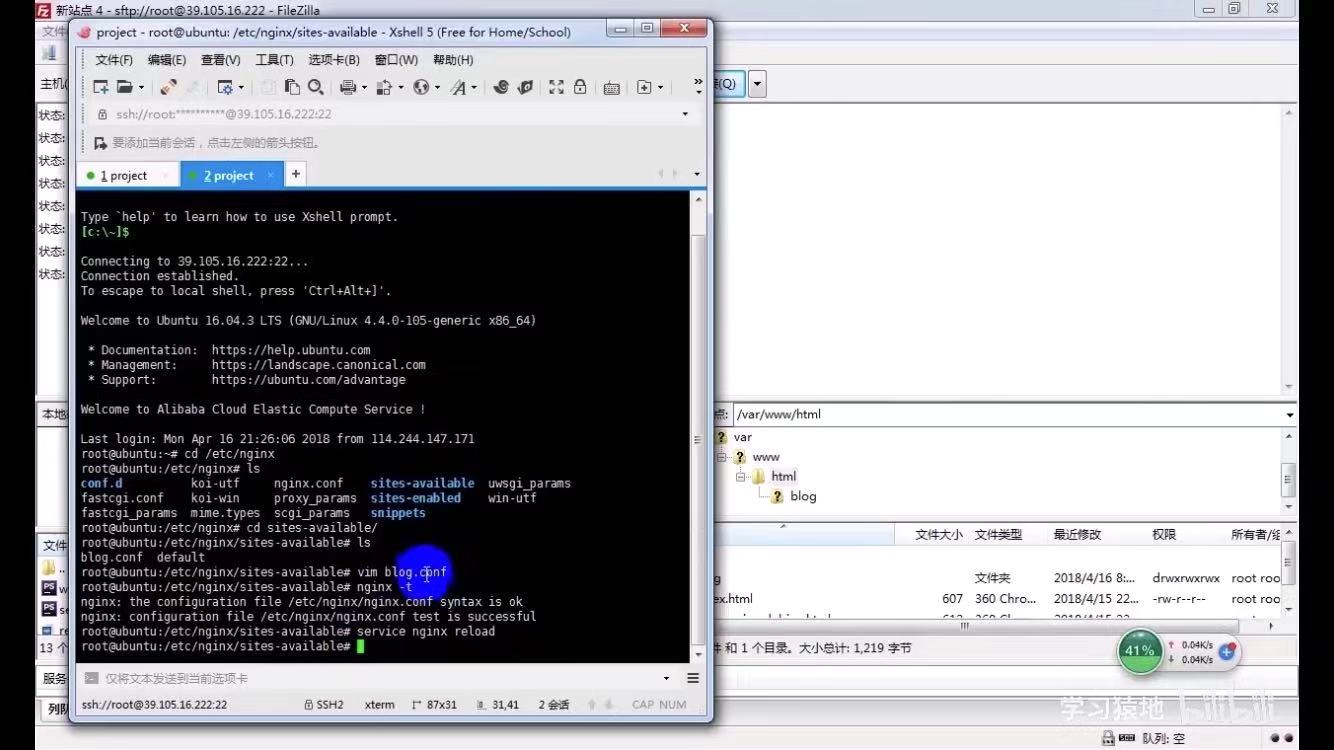 新站点 4 - sftp://root@39.105.16.222 - FileZilla
project - root@ubuntu: /etc/nginx/sites-available - Xshell 5 (Free for Home/School)
文件(F) 编辑(E) 查看(V) 工具(T) 选项卡(B) 窗口(W) 帮助(H)
主机(
(Q)
ssh://root:**********@39.105.16.222:22
要添加当前会话，点击左侧的箭头按钮。
1 project
2 project
状态:
状态:
状态:
状态:
状态:
状态:
状态:
状态:
Type `help' to learn how to use Xshell prompt.
[c:\~]$
Connecting to 39.105.16.222:22...
Connection established.
To escape to local shell, press 'Ctrl+Alt+]'.
Welcome to Ubuntu 16.04.3 LTS (GNU/Linux 4.4.0-105-generic x86_64)
* Documentation: https://help.ubuntu.com
* Management: https://landscape.canonical.com
* Support: https://ubuntu.com/advantage
Welcome to Alibaba Cloud Elastic Compute Service !
Last login: Mon Apr 16 21:26:06 2018 from 114.244.147.171
root@ubuntu:~# cd /etc/nginx
root@ubuntu:/etc/nginx# ls
conf.d koi-utf nginx.conf sites-available uwsgi_params
fastcgi.conf koi-win proxy_params sites-enabled win-utf
fastcgi_params mime.types scgi_params snippets
root@ubuntu:/etc/nginx# cd sites-available/
root@ubuntu:/etc/nginx/sites-available# ls
blog.conf default
root@ubuntu:/etc/nginx/sites-available# vim blog.conf
root@ubuntu:/etc/nginx/sites-available# nginx -t
nginx: the configuration file /etc/nginx/nginx.conf syntax is ok
nginx: configuration file /etc/nginx/nginx.conf test is successful
root@ubuntu:/etc/nginx/sites-available# service nginx reload
root@ubuntu:/etc/nginx/sites-available#
仅将文本发送到当前选项卡
ssh://root@39.105.16.222:22 SSH2 xterm 87x31 31,41 2 会话 CAP NUM
点: /var/www/html
var
www
html
blog
文件大小 文件类型 最近修改 权限 所有者/组
文件夹 2018/4/16 8:... drwxrwxrwx root root
ex.html 607 360 Chro... 2018/4/15 22... -rw-r--r-- root root
件 和 1 个目录。大小总计: 1,219 字节
41% 0.04K/s
0.04K/s
学习猿地 bilibili
队列: 空